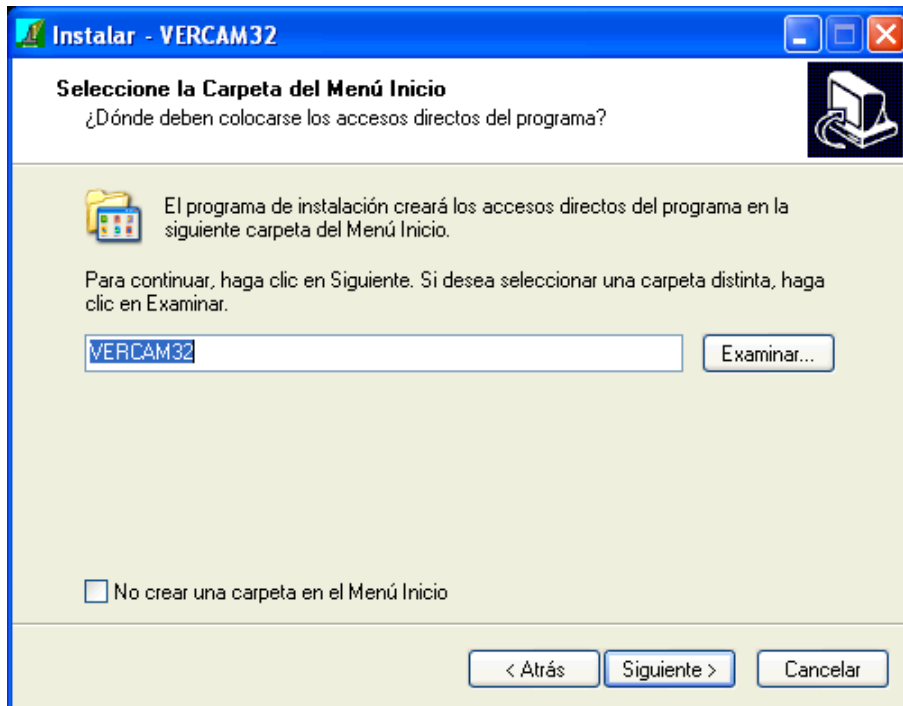 Instalar - VERCAM32
Seleccione la Carpeta del Menú Inicio
¿Dónde deben colocarse los accesos directos del programa?
El programa de instalación creará los accesos directos del programa en la
siguiente carpeta del Menú Inicio.
Para continuar, haga clic en Siguiente. Si desea seleccionar una carpeta distinta, haga
clic en Examinar.
VERCAM32
Examinar...
No crear una carpeta en el Menú Inicio
< Atrás
Siguiente >
Cancelar